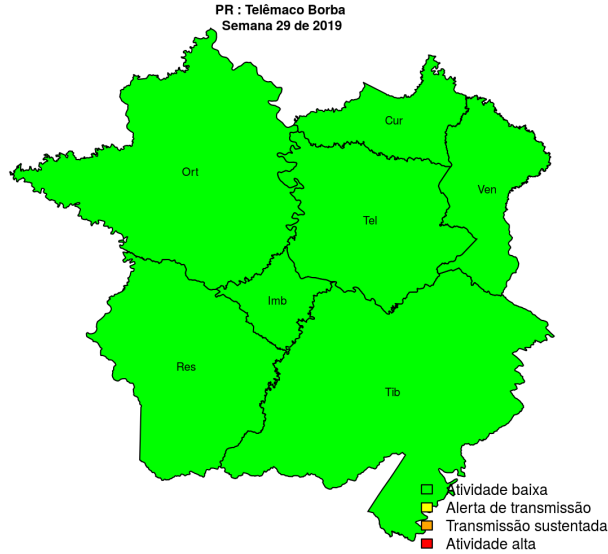 PR : Telêmaco Borba
Semana 29 de 2019
Cur
Ort
Ven
Tel
Imb
Res
Tib
Atividade baixa
Alerta de transmissão
Transmissão sustentada
Atividade alta